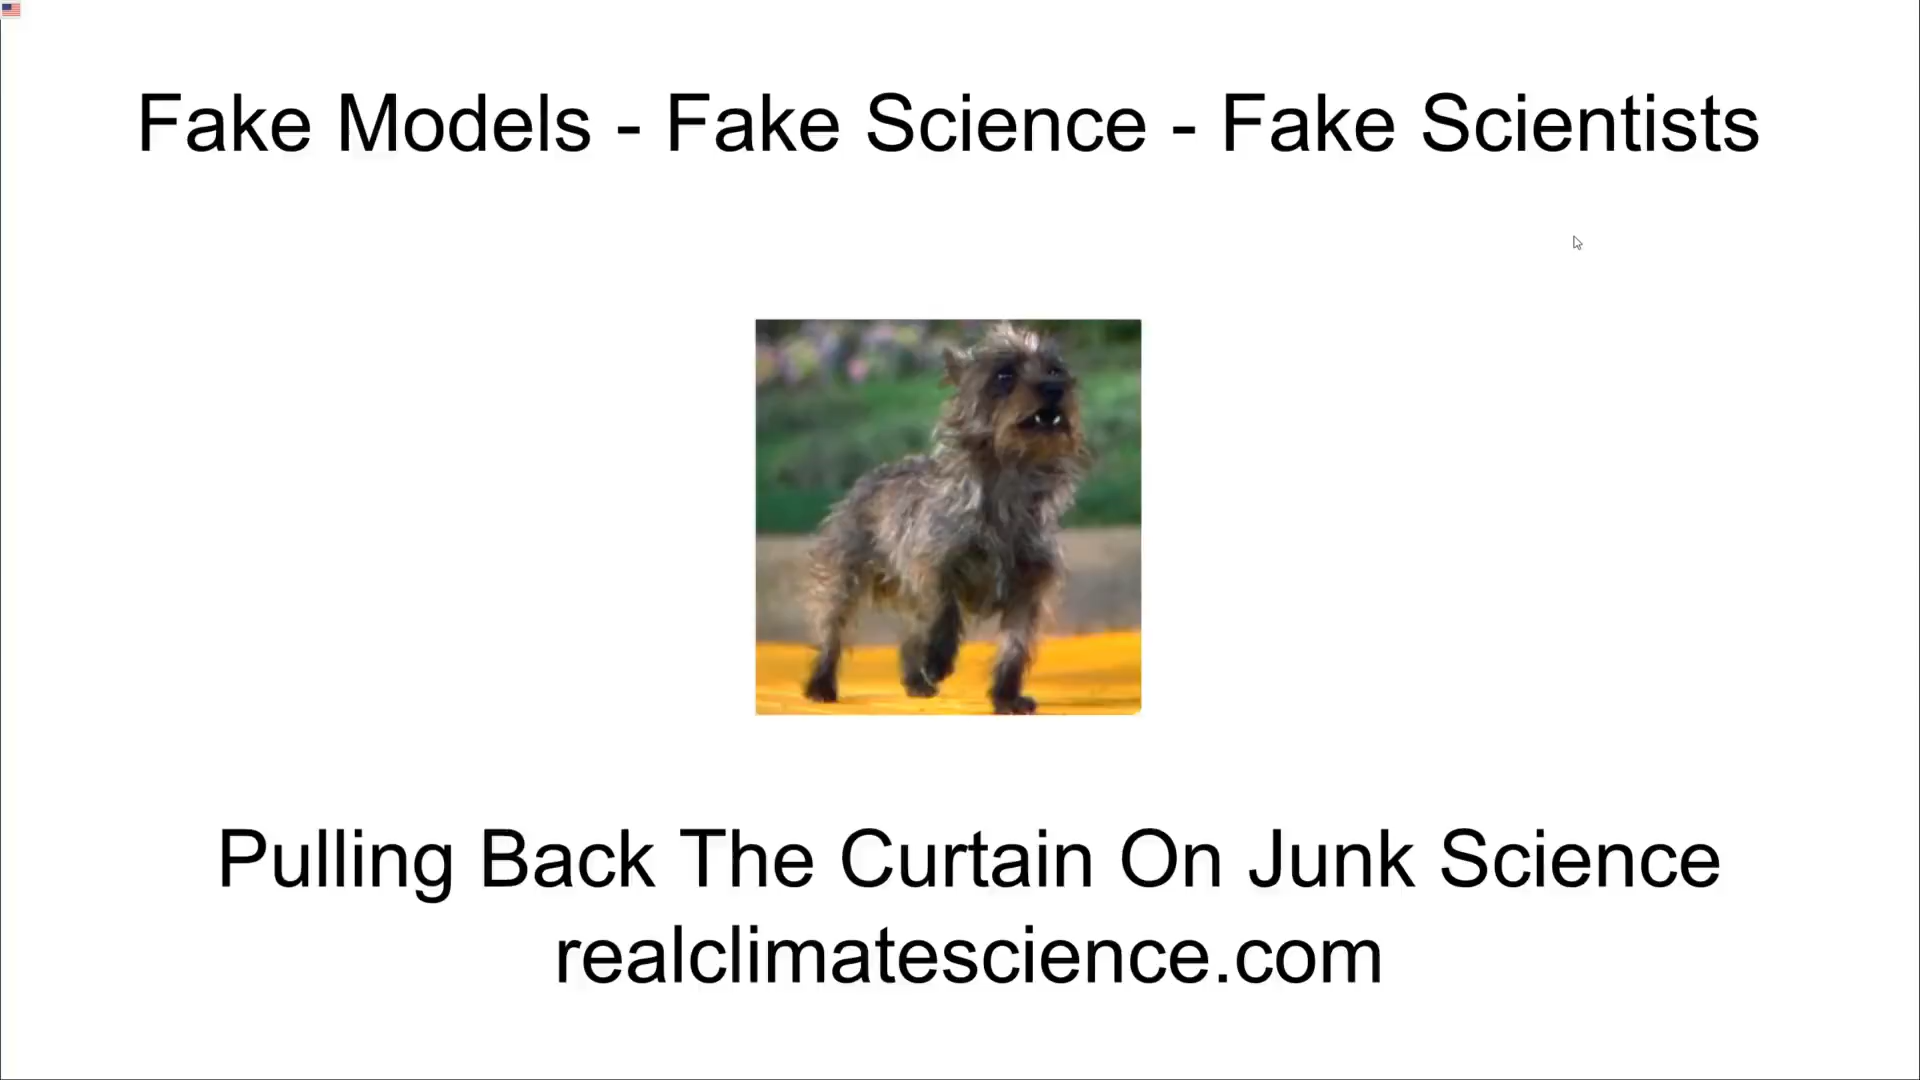 Fake Models - Fake Science - Fake Scientists
Pulling Back The Curtain On Junk Science
realclimatescience.com